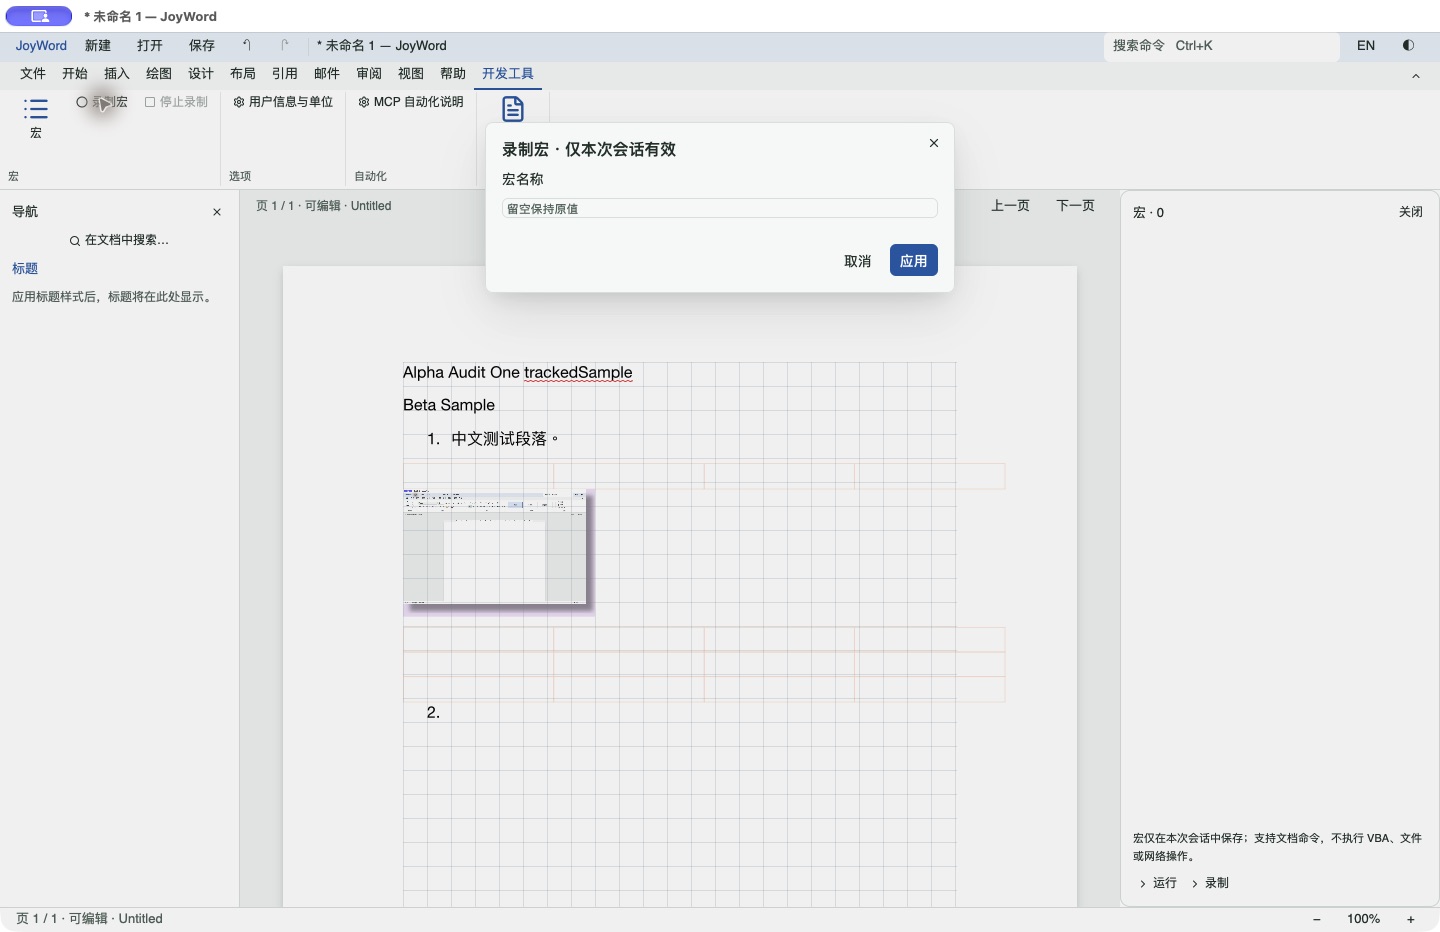 * 未命名 1 — JoyWord
JoyWord 新建 打开 保存 * 未命名 1 — JoyWord 搜索命令 Ctrl+K EN
文件 开始 插入 绘图 设计 布局 引用 邮件 审阅 视图 帮助 开发工具
录制宏 停止录制 用户信息与单位 MCP 自动化说明
宏
宏 选项 自动化
录制宏 · 仅本次会话有效
宏名称
留空保持原值
取消 应用
导航
在文档中搜索...
标题
应用标题样式后，标题将在此处显示。
页 1 / 1 · 可编辑 · Untitled 上一页 下一页
Alpha Audit One trackedSample
Beta Sample
1. 中文测试段落。
2.
宏 · 0 关闭
宏仅在本次会话中保存；支持文档命令，不执行 VBA、文件
或网络操作。
运行 录制
页 1 / 1 · 可编辑 · Untitled − 100% +